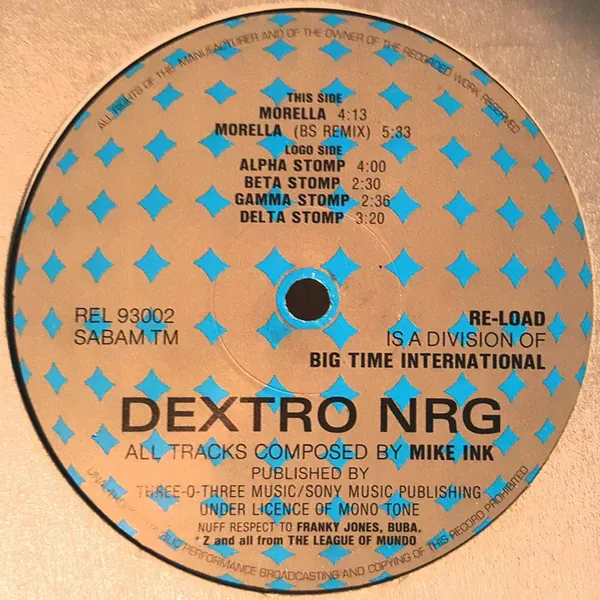 ALL RIGHTS OF THE MANUFACTURER AND OF THE OWNER OF THE RECORDED WORK RESERVED
THIS SIDE
MORELLA 4:13
MORELLA (BS REMIX) 5:33
LOGO SIDE
ALPHA STOMP 4:00
BETA STOMP 2:30
GAMMA STOMP 2:36
DELTA STOMP 3:20
REL 93002
SABAM TM
RE-LOAD
IS A DIVISION OF
BIG TIME INTERNATIONAL
DEXTRO NRG
ALL TRACKS COMPOSED BY MIKE INK
PUBLISHED BY
THREE-O-THREE MUSIC/SONY MUSIC PUBLISHING
UNDER LICENCE OF MONO TONE
NUFF RESPECT TO FRANKY JONES, BUBA,
* Z and all from THE LEAGUE OF MUNDO
PERFORMANCE BROADCASTING AND COPYING OF THIS RECORD PROHIBITED